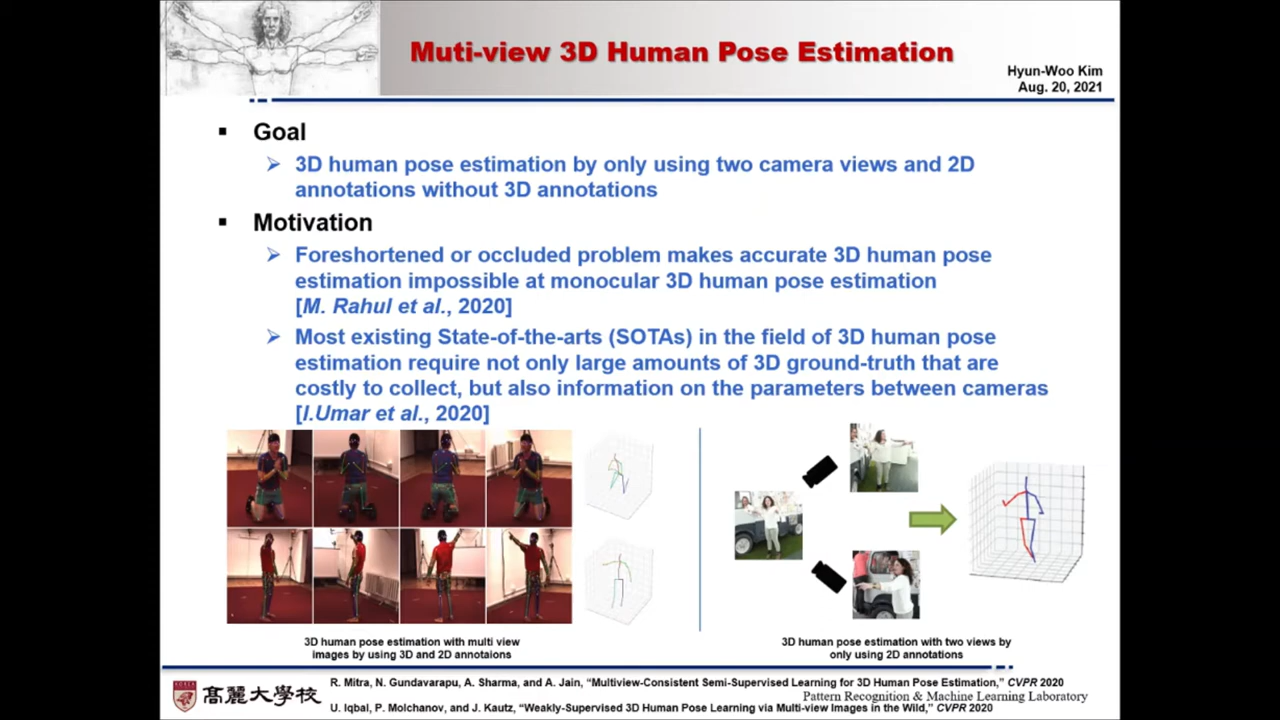 Muti-view 3D Human Pose Estimation
Hyun-Woo Kim
Aug. 20, 2021
Goal
3D human pose estimation by only using two camera views and 2D
annotations without 3D annotations
Motivation
Foreshortened or occluded problem makes accurate 3D human pose
estimation impossible at monocular 3D human pose estimation
[M. Rahul et al., 2020]
Most existing State-of-the-arts (SOTAs) in the field of 3D human pose
estimation require not only large amounts of 3D ground-truth that are
costly to collect, but also information on the parameters between cameras
[I.Umar et al., 2020]
3D human pose estimation with multi view
images by using 3D and 2D annotaions
3D human pose estimation with two views by
only using 2D annotations
高麗大學校
R. Mitra, N. Gundavarapu, A. Sharma, and A. Jain, “Multiview-Consistent Semi-Supervised Learning for 3D Human Pose Estimation,” CVPR 2020
Pattern Recognition & Machine Learning Laboratory
U. Iqbal, P. Molchanov, and J. Kautz, “Weakly-Supervised 3D Human Pose Learning via Multi-view Images in the Wild,” CVPR 2020